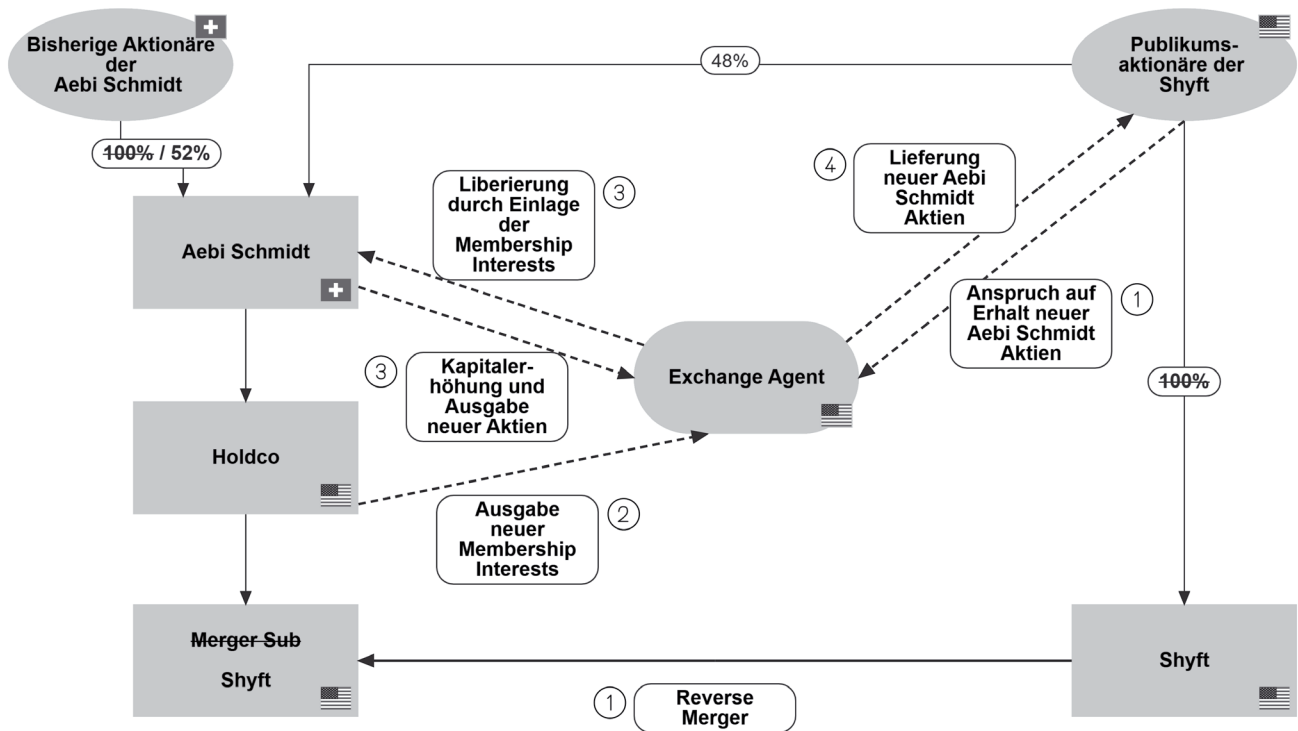 Bisherige Aktionäre
der
Aebi Schmidt
Publikums-
aktionäre der
Shyft
48%
100% / 52%
4
Lieferung
neuer Aebi
Schmidt
Aktien
Liberierung
durch Einlage
der
Membership
Interests
3
Aebi Schmidt
Anspruch auf
Erhalt neuer
Aebi Schmidt
Aktien
1
3
Kapitaler-
höhung und
Ausgabe
neuer Aktien
Exchange Agent
100%
Holdco
Ausgabe
neuer
Membership
Interests
2
Merger Sub
Shyft
Shyft
1
Reverse
Merger